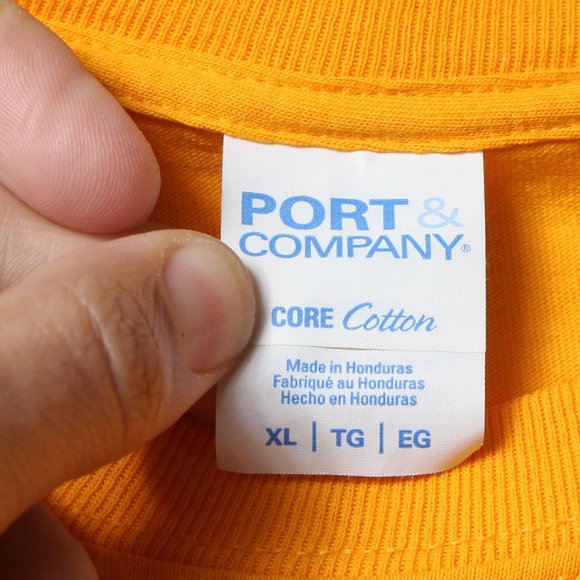 PORT &
COMPANY®
CORE Cotton
Made in Honduras
Fabriqué au Honduras
Hecho en Honduras
XL | TG | EG